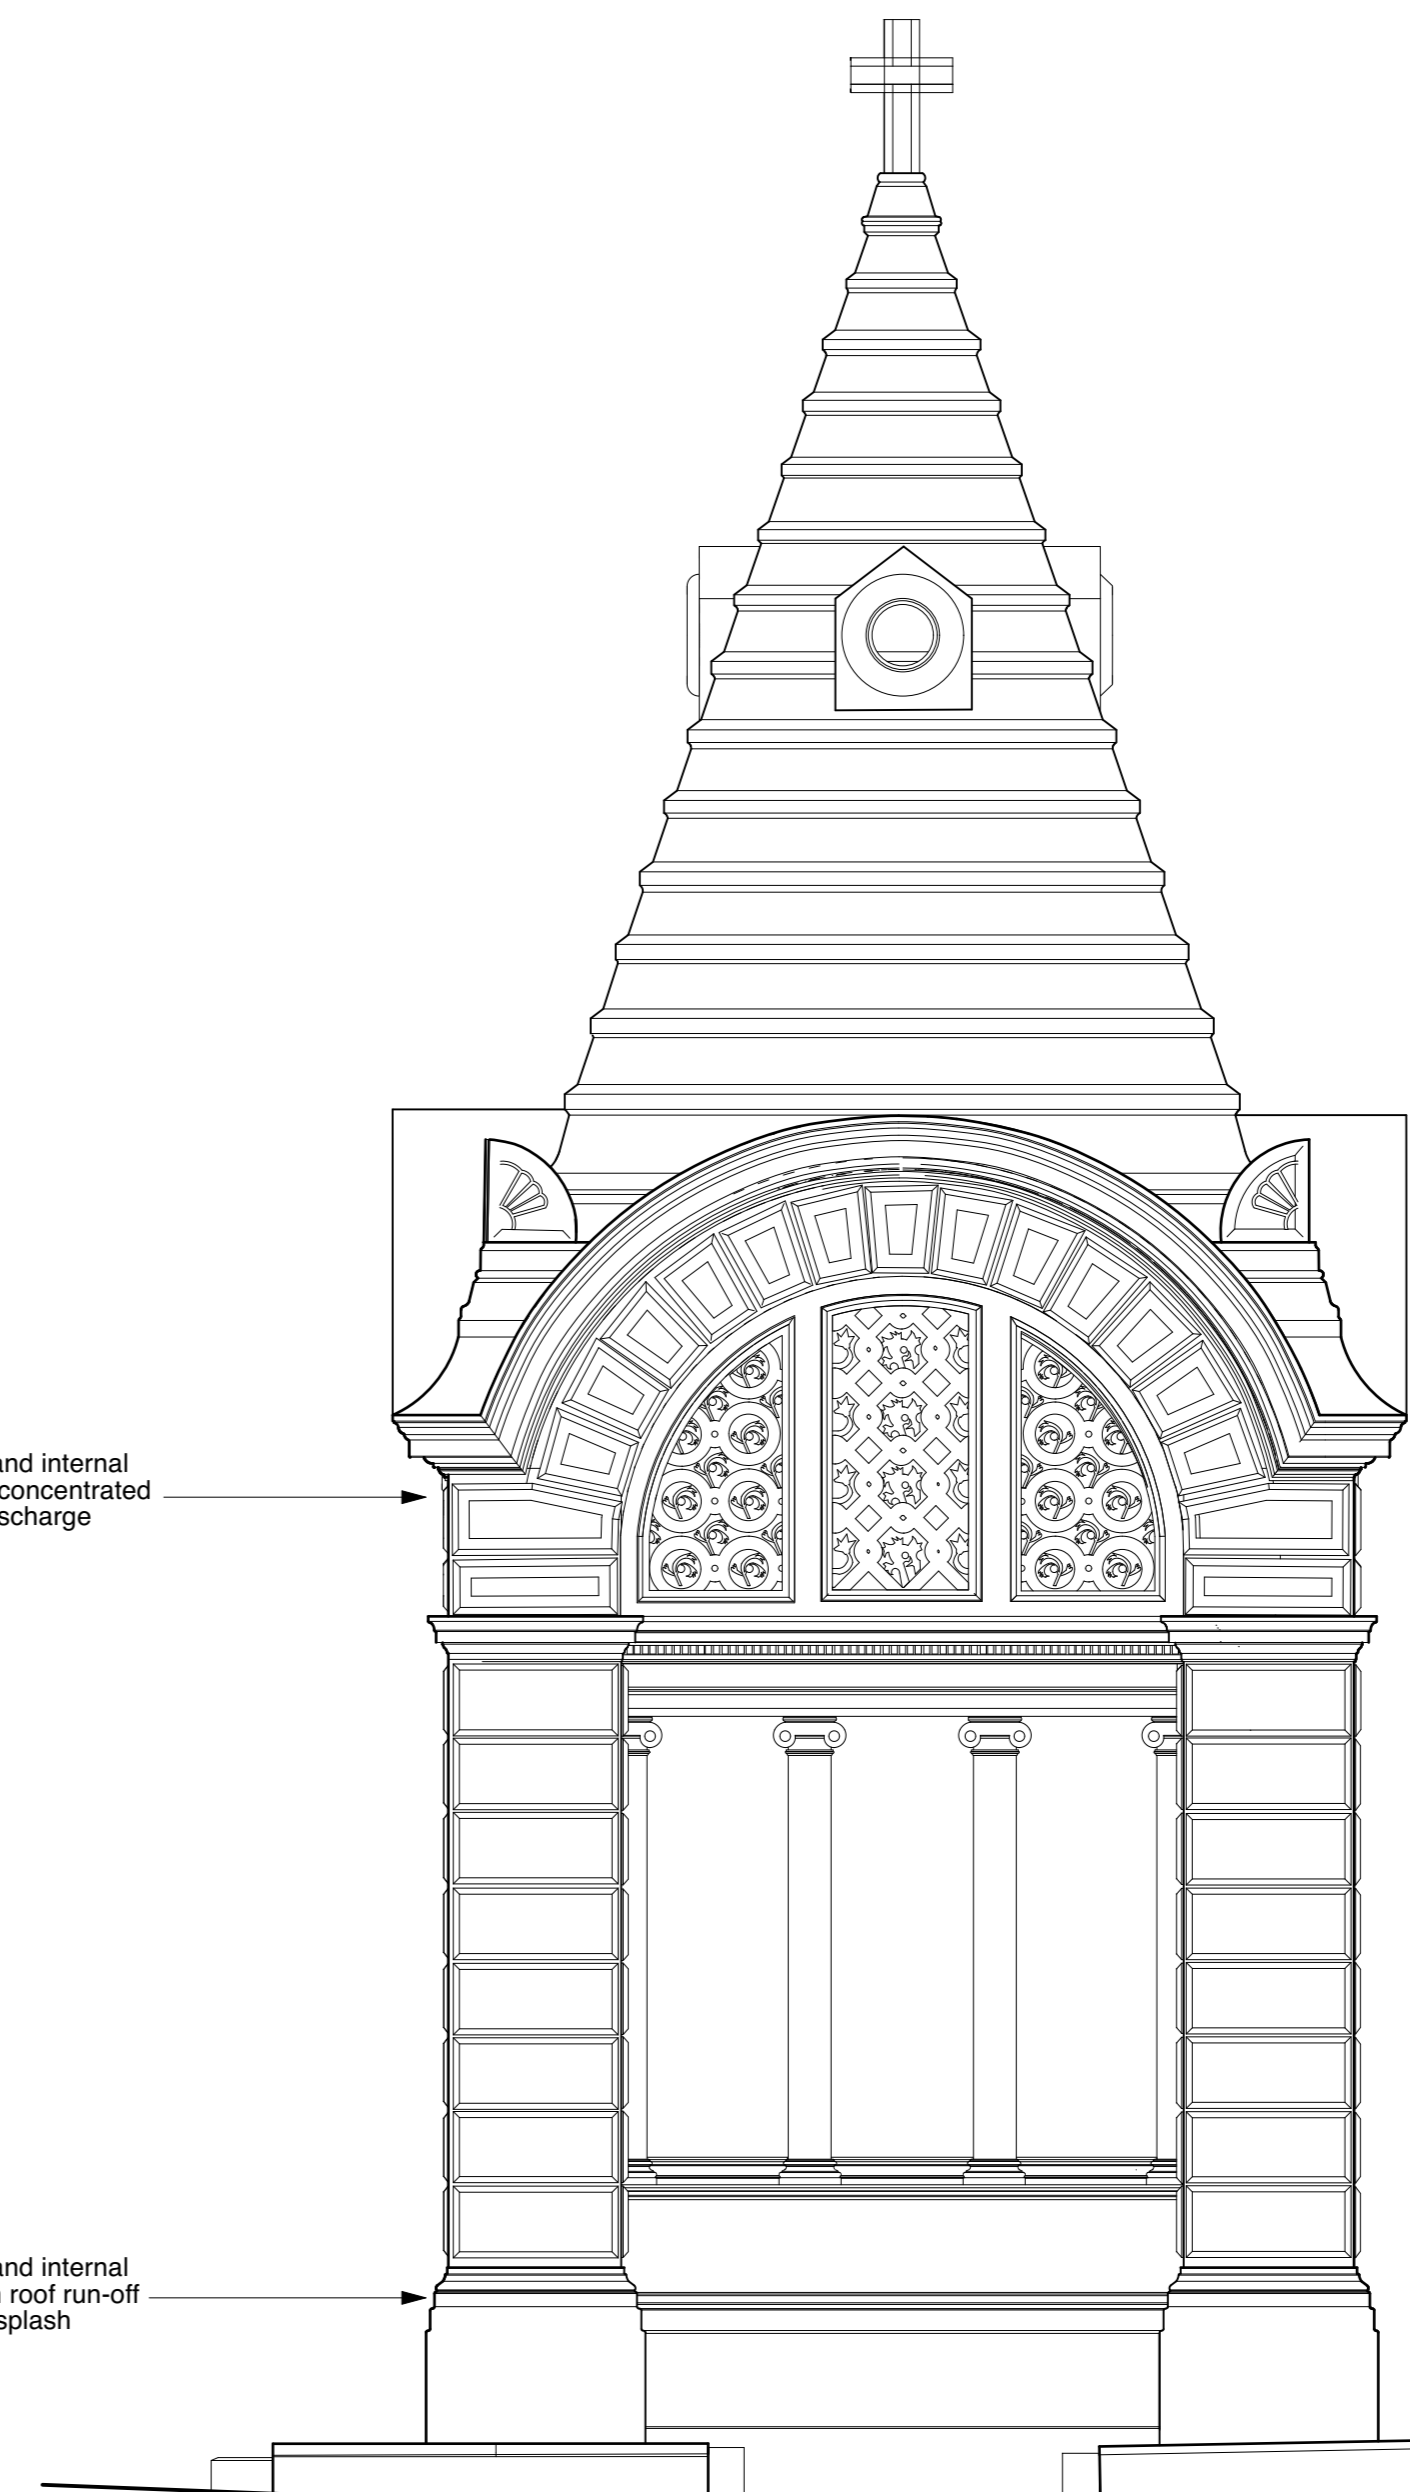 and internal
concentrated
scharge
and internal
roof run-off
splash